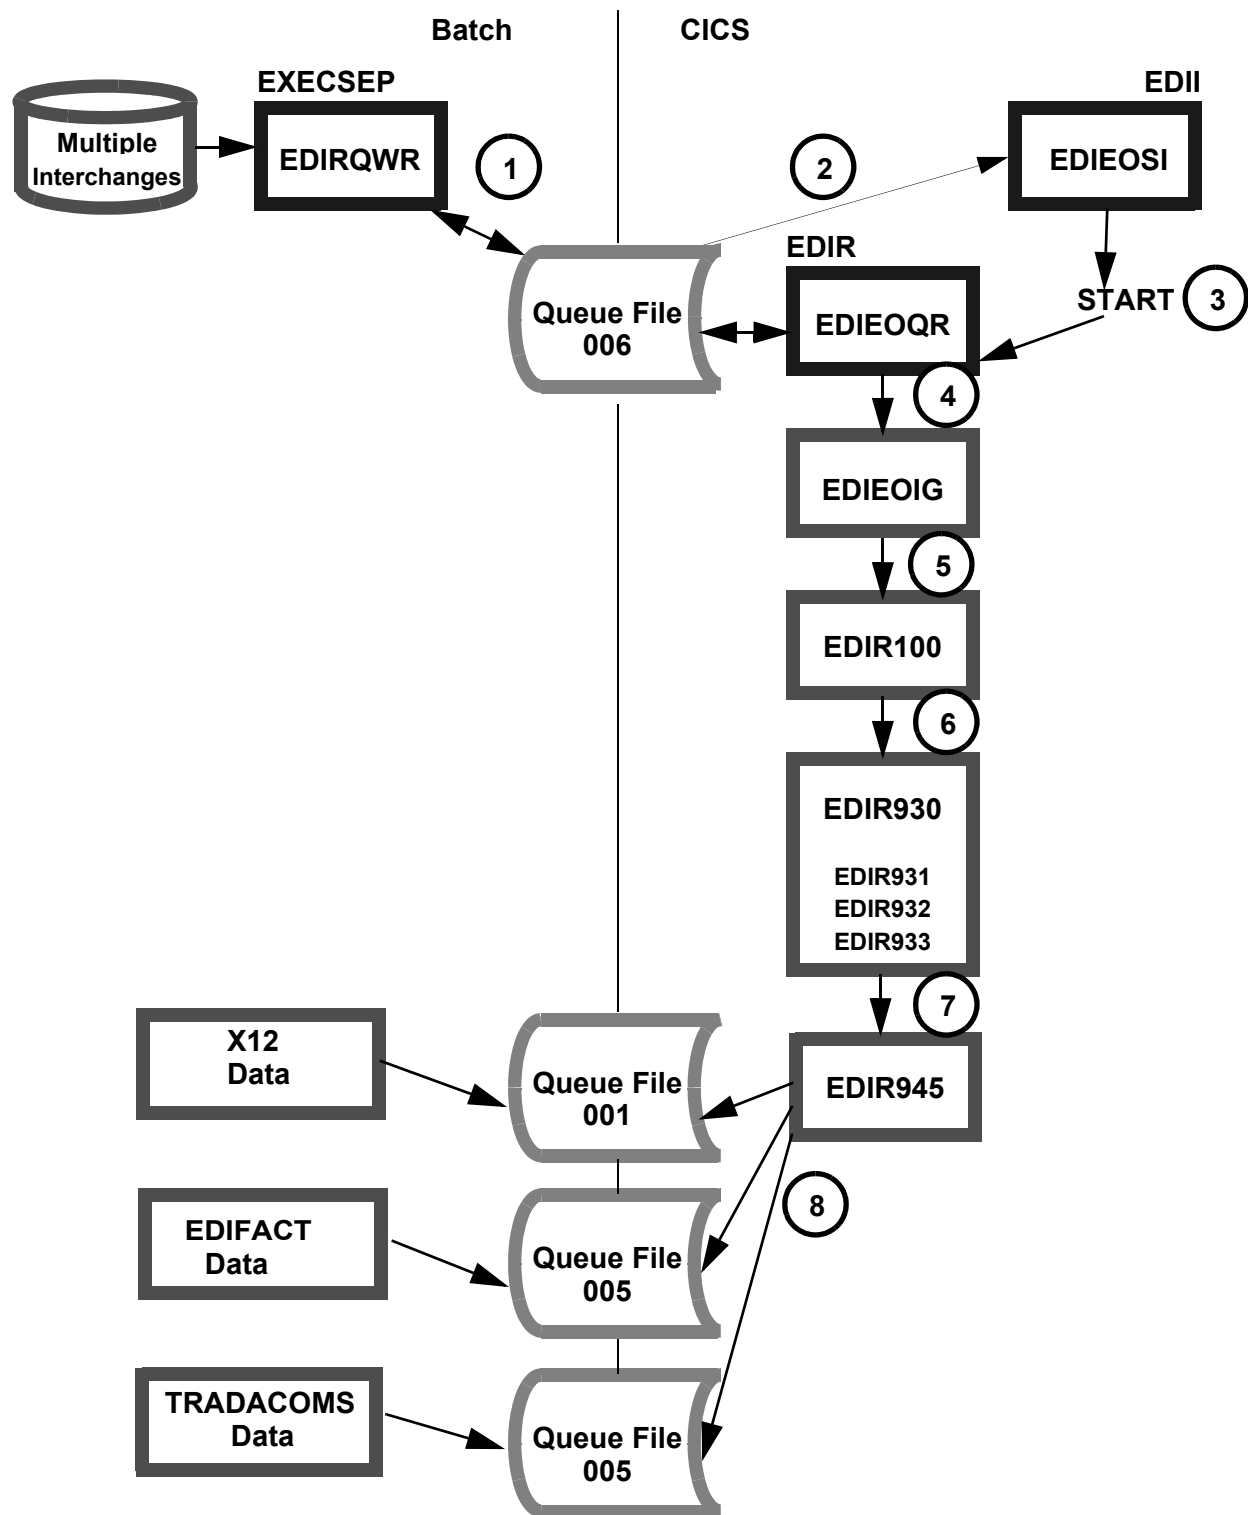 Batch
CICS
EXECSEP
EDII
Multiple
Interchanges
EDIRQWR
1
2
EDIEOSI
EDIR
START
3
Queue File
006
EDIEOQR
4
EDIEOIG
5
EDIR100
6
EDIR930
EDIR931
EDIR932
EDIR933
7
X12
Data
Queue File
001
EDIR945
8
EDIFACT
Data
Queue File
005
TRADACOMS
Data
Queue File
005